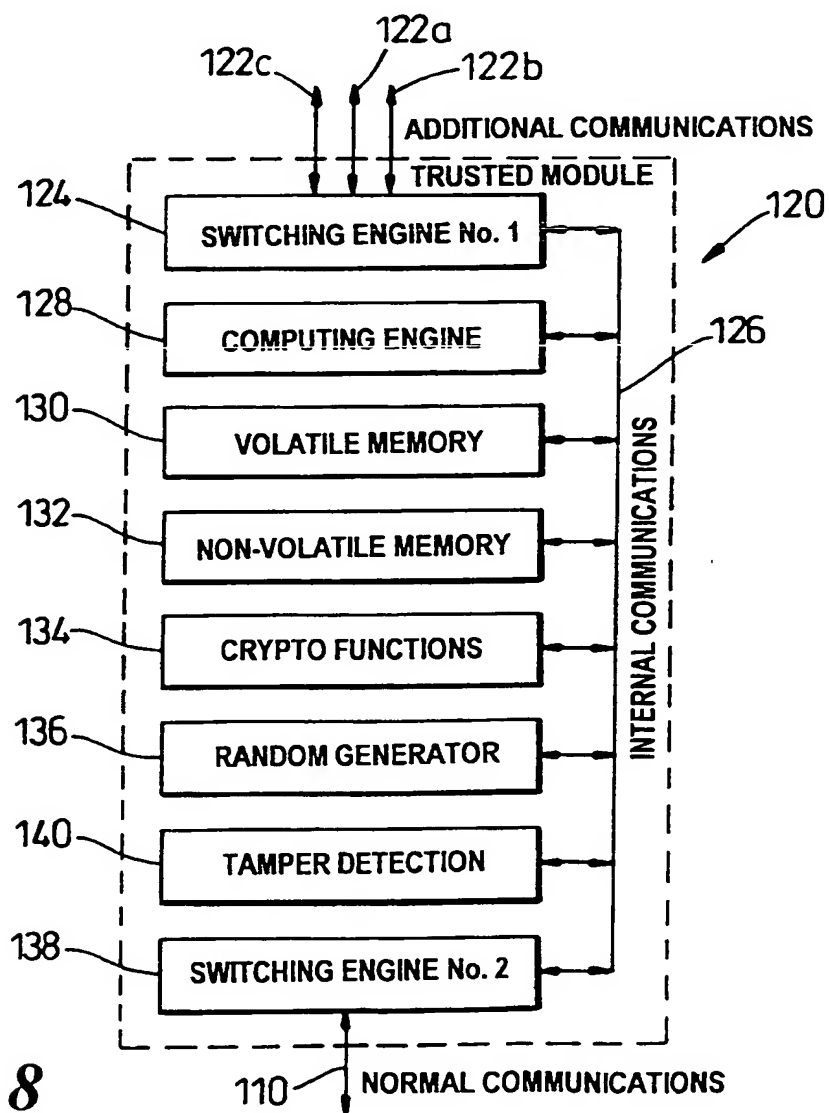 122c
122a
122b
ADDITIONAL COMMUNICATIONS
TRUSTED MODULE
120
124
SWITCHING ENGINE No. 1
128
COMPUTING ENGINE
126
130
VOLATILE MEMORY
132
NON-VOLATILE MEMORY
INTERNAL COMMUNICATIONS
134
CRYPTO FUNCTIONS
136
RANDOM GENERATOR
140
TAMPER DETECTION
138
SWITCHING ENGINE No. 2
8
110
NORMAL COMMUNICATIONS